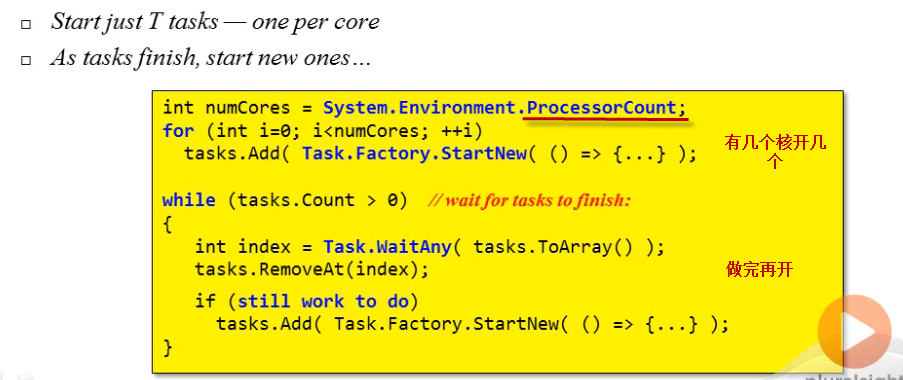 Start just T tasks — one per core
As tasks finish, start new ones…
int numCores = System.Environment.ProcessorCount;
for (int i=0; i<numCores; ++i)
tasks.Add( Task.Factory.StartNew( () => {...} );
有几个核开几
个
while (tasks.Count > 0) // wait for tasks to finish:
{
int index = Task.WaitAny( tasks.ToArray() );
tasks.RemoveAt(index);
做完再开
if (still work to do)
tasks.Add( Task.Factory.StartNew( () => {...} );
}